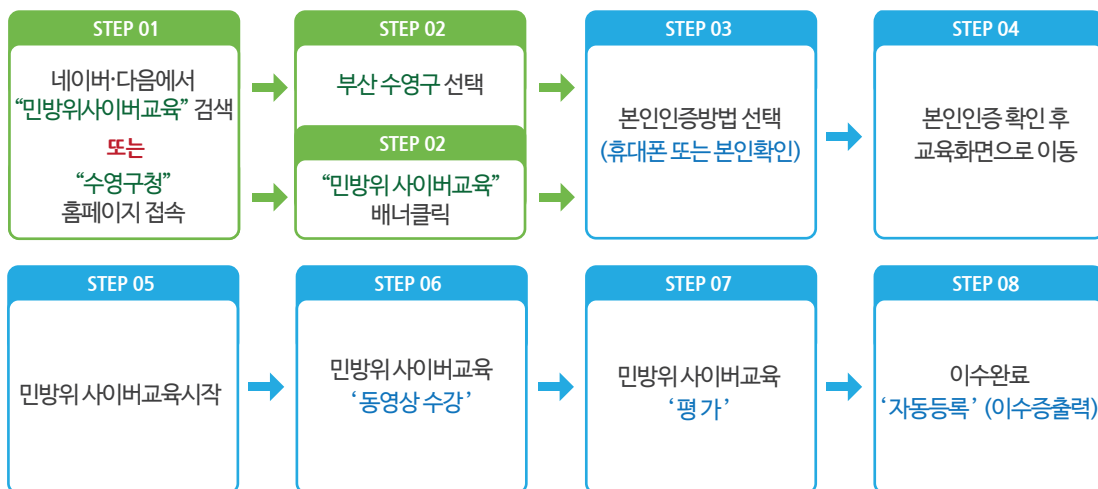 STEP 01
네이버·다음에서
“민방위사이버교육” 검색
또는
“수영구청”
홈페이지 접속
STEP 02
부산 수영구 선택
STEP 02
“민방위 사이버교육”
배너클릭
STEP 03
본인인증방법 선택
(휴대폰 또는 본인확인)
STEP 04
본인인증 확인 후
교육화면으로 이동
STEP 05
민방위 사이버교육시작
STEP 06
민방위 사이버교육
‘동영상 수강’
STEP 07
민방위 사이버교육
‘평 가’
STEP 08
이수완료
‘자동등록’ (이수증출력)